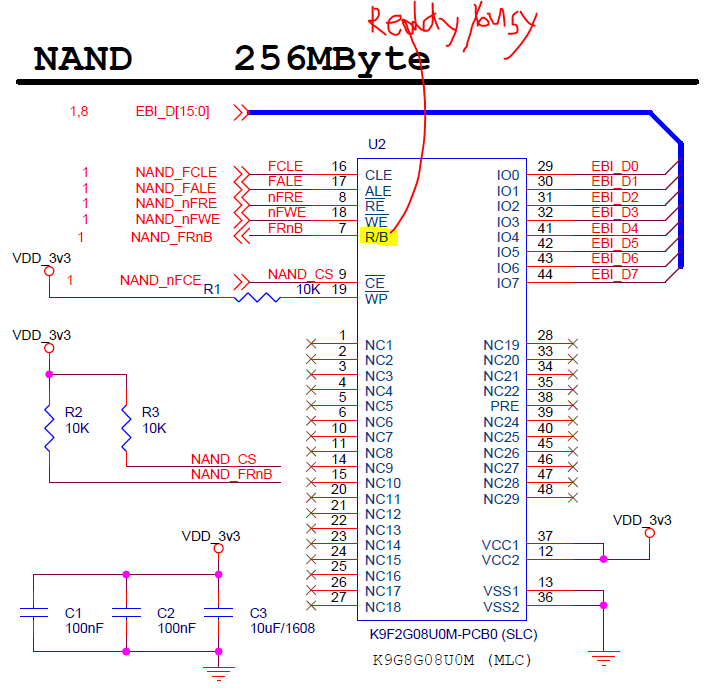 Ready/busy
NAND 256MByte
1,8 EBI_D[15:0]
U2
1 NAND_FCLE FCLE 16 CLE IO0 29 EBI_D0
1 NAND_FALE FALE 17 ALE IO1 30 EBI_D1
1 NAND_nFRE nFRE 8 RE IO2 31 EBI_D2
1 NAND_nFWE nFWE 18 WE IO3 32 EBI_D3
1 NAND_FRnB FRnB 7 R/B IO4 41 EBI_D4
IO5 42 EBI_D5
VDD_3v3 IO6 43 EBI_D6
1 NAND_nFCE NAND_CS 9 CE IO7 44 EBI_D7
R1 10K 19 WP
VDD_3v3
1 NC1 NC19 28
2 NC2 NC20 33
3 NC3 NC21 34
4 NC4 NC22 35
5 NC5 PRE 38
6 NC6 NC24 39
10 NC7 NC25 40
11 NC8 NC26 45
14 NC9 NC27 46
15 NC10 NC28 47
20 NC11 NC29 48
21 NC12
22 NC13
23 NC14
24 NC15
25 NC16
26 NC17
27 NC18
R2 R3
10K 10K
NAND_CS
NAND_FRnB
VDD_3v3
VCC1 37
VCC2 12
VSS1 13
VSS2 36
VDD_3v3
C1 C2 C3
100nF 100nF 10uF/1608
K9F2G08U0M-PCB0 (SLC)
K9G8G08U0M (MLC)